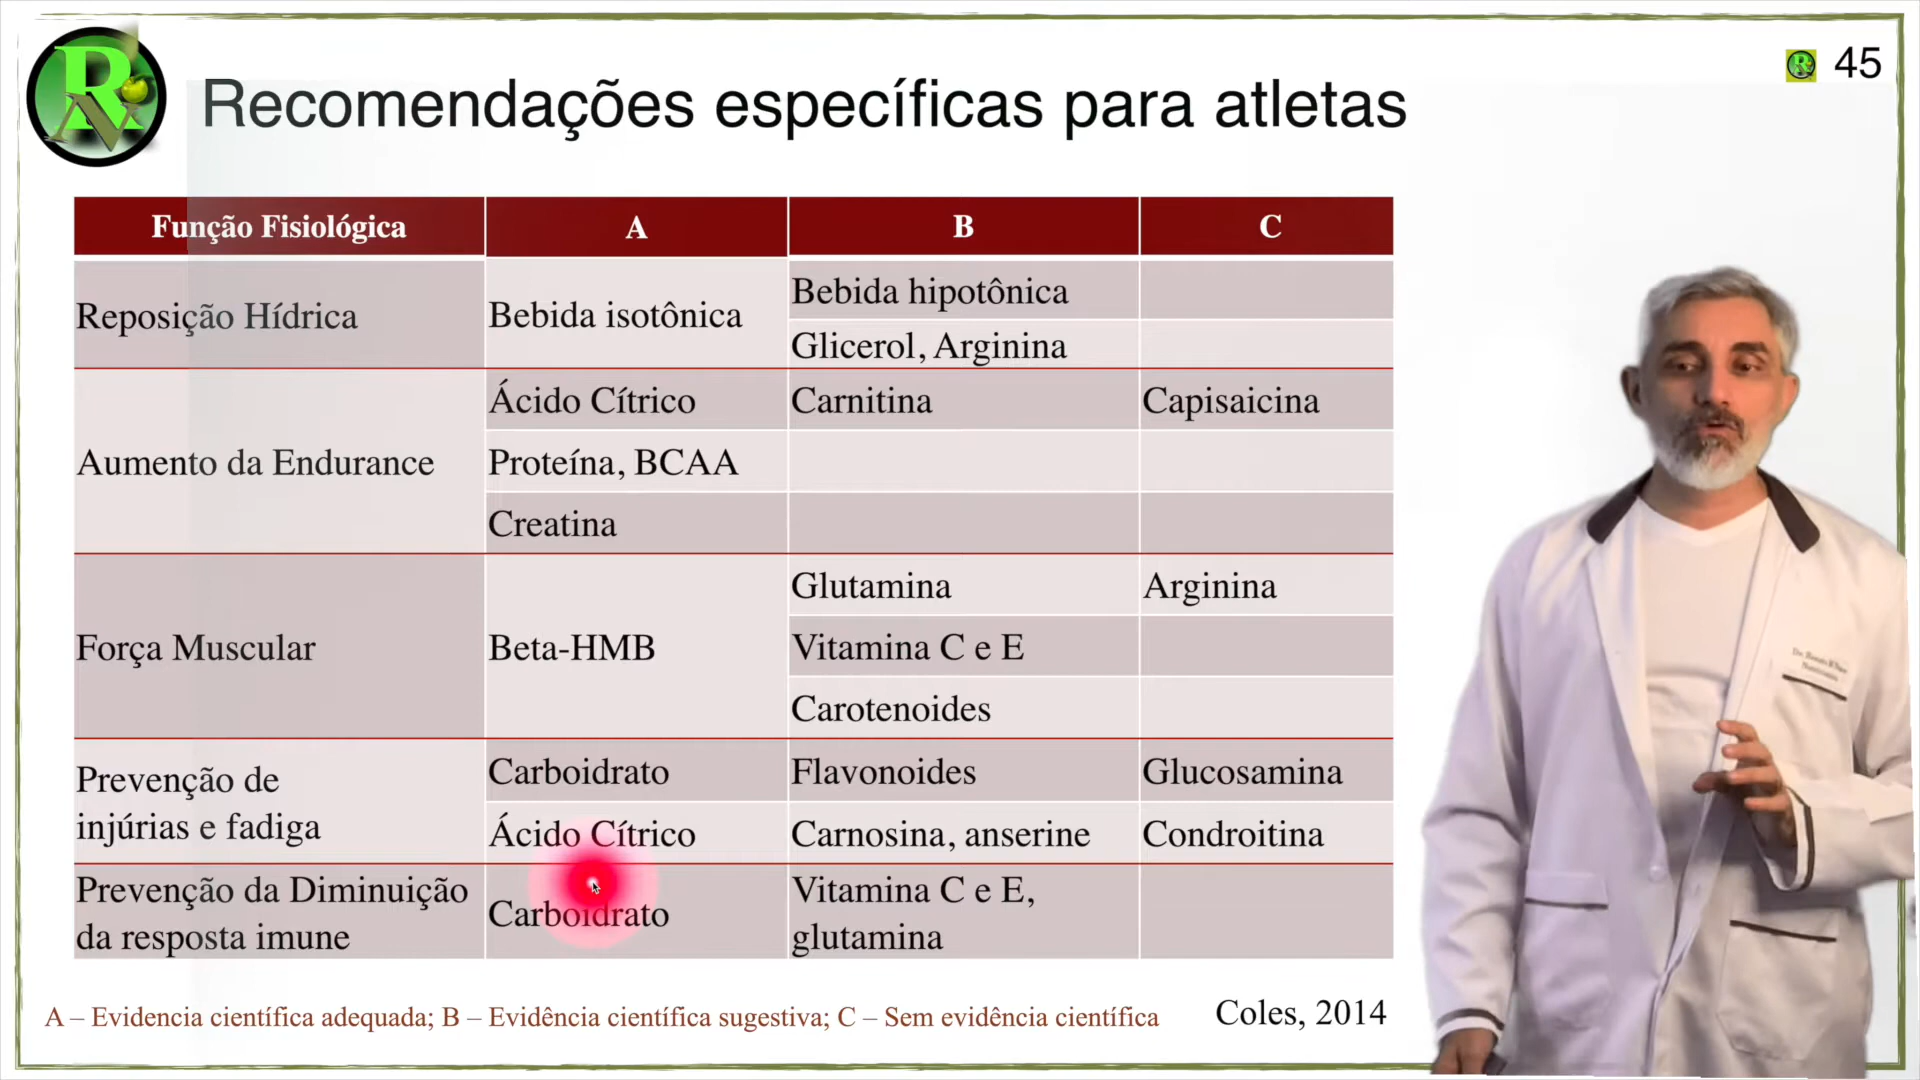 RN
45
Recomendações específicas para atletas
Função Fisiológica A B C
Reposição Hídrica Bebida isotônica Bebida hipotônica
Glicerol, Arginina
Aumento da Endurance Ácido Cítrico Carnitina Capisaicina
Proteína, BCAA
Creatina
Força Muscular Beta-HMB Glutamina Arginina
Vitamina C e E
Carotenoides
Prevenção de
injúrias e fadiga
Carboidrato Flavonoides Glucosamina
Ácido Cítrico Carnosina, anserine Condroitina
Prevenção da Diminuição
da resposta imune
Carboidrato
Vitamina C e E,
glutamina
A – Evidencia científica adequada; B – Evidência científica sugestiva; C – Sem evidência científica
Coles, 2014